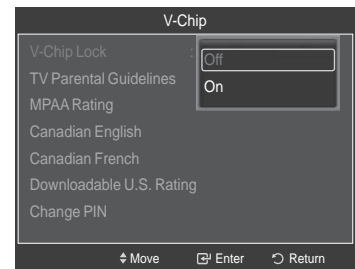 V-Chip
V-Chip Lock : Off
On
TV Parental Guidelines
MPAA Rating
Canadian English
Canadian French
Downloadable U.S. Rating
Change PIN
Move Enter Return